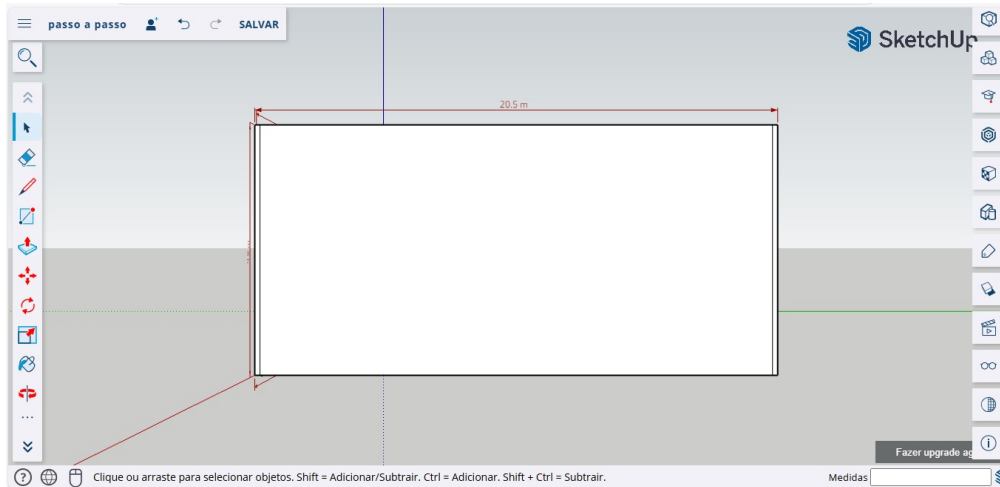 passo a passo
SALVAR
SketchUp
20.5 m
Fazer upgrade ag
Clique ou arraste para selecionar objetos. Shift = Adicionar/Subtrair. Ctrl = Adicionar. Shift + Ctrl = Subtrair.
Medidas